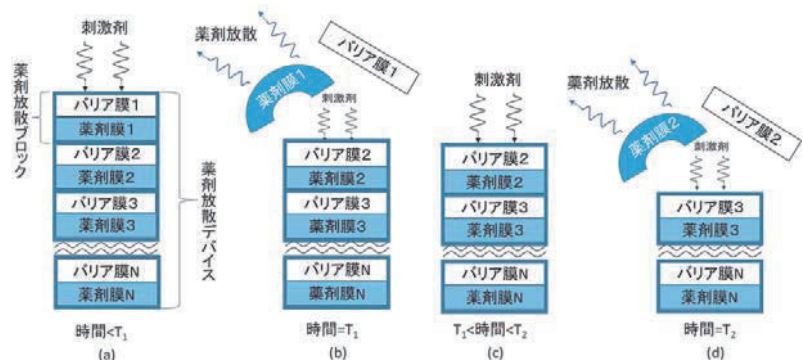 刺激剤
薬剤放散ブロック
バリア膜1
薬剤膜1
バリア膜2
薬剤膜2
バリア膜3
薬剤膜3
バリア膜N
薬剤膜N
薬剤放散デバイス
時間<T1
(a)
薬剤放散
バリア膜1
薬剤膜1
刺激剤
バリア膜2
薬剤膜2
バリア膜3
薬剤膜3
バリア膜N
薬剤膜N
時間=T1
(b)
刺激剤
バリア膜2
薬剤膜2
バリア膜3
薬剤膜3
バリア膜N
薬剤膜N
T1<時間<T2
(c)
薬剤放散
バリア膜2
薬剤膜2
刺激剤
バリア膜3
薬剤膜3
バリア膜N
薬剤膜N
時間=T2
(d)